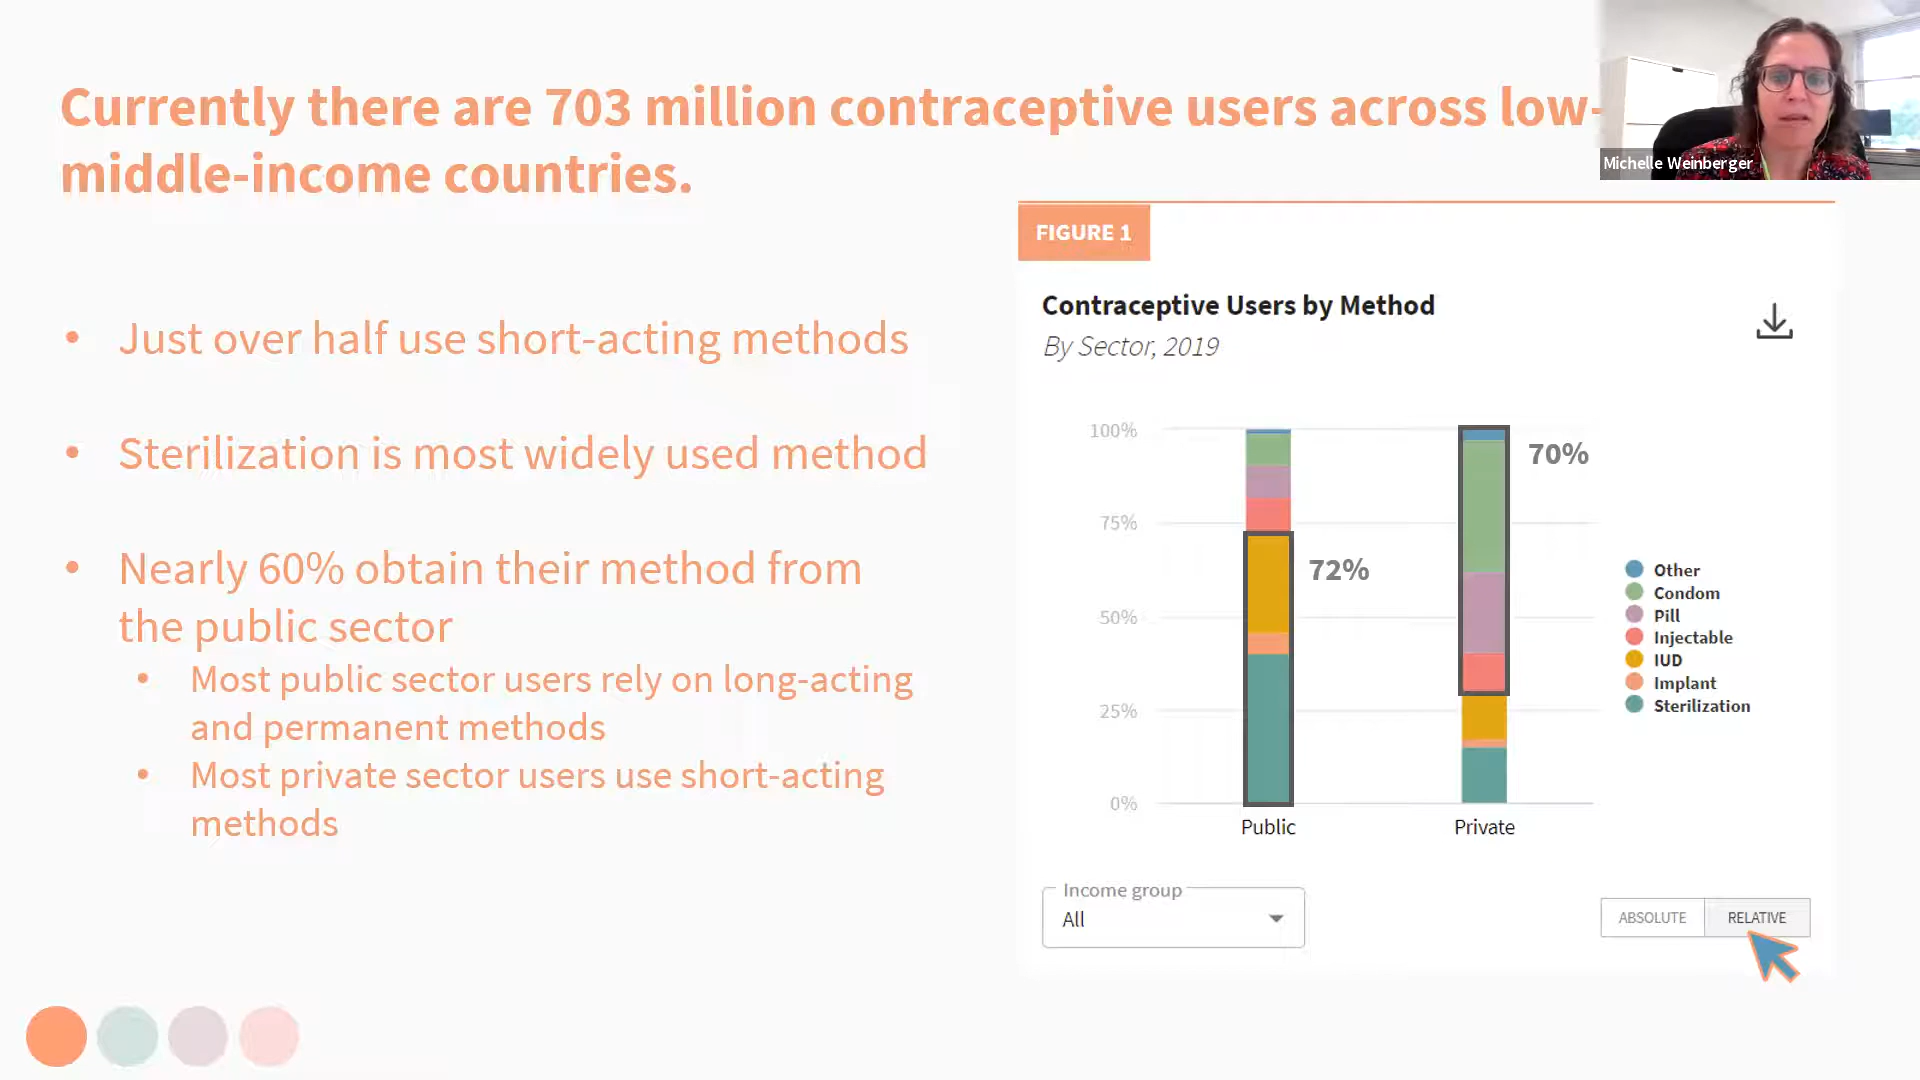 Currently there are 703 million contraceptive users across low-
middle-income countries.
Michelle Weinberger
FIGURE 1
Contraceptive Users by Method
By Sector, 2019
• Just over half use short-acting methods
• Sterilization is most widely used method
• Nearly 60% obtain their method from
the public sector
• Most public sector users rely on long-acting
and permanent methods
• Most private sector users use short-acting
methods
100%
75%
50%
25%
0%
70%
72%
Public
Private
Other
Condom
Pill
Injectable
IUD
Implant
Sterilization
Income group
All
ABSOLUTE
RELATIVE